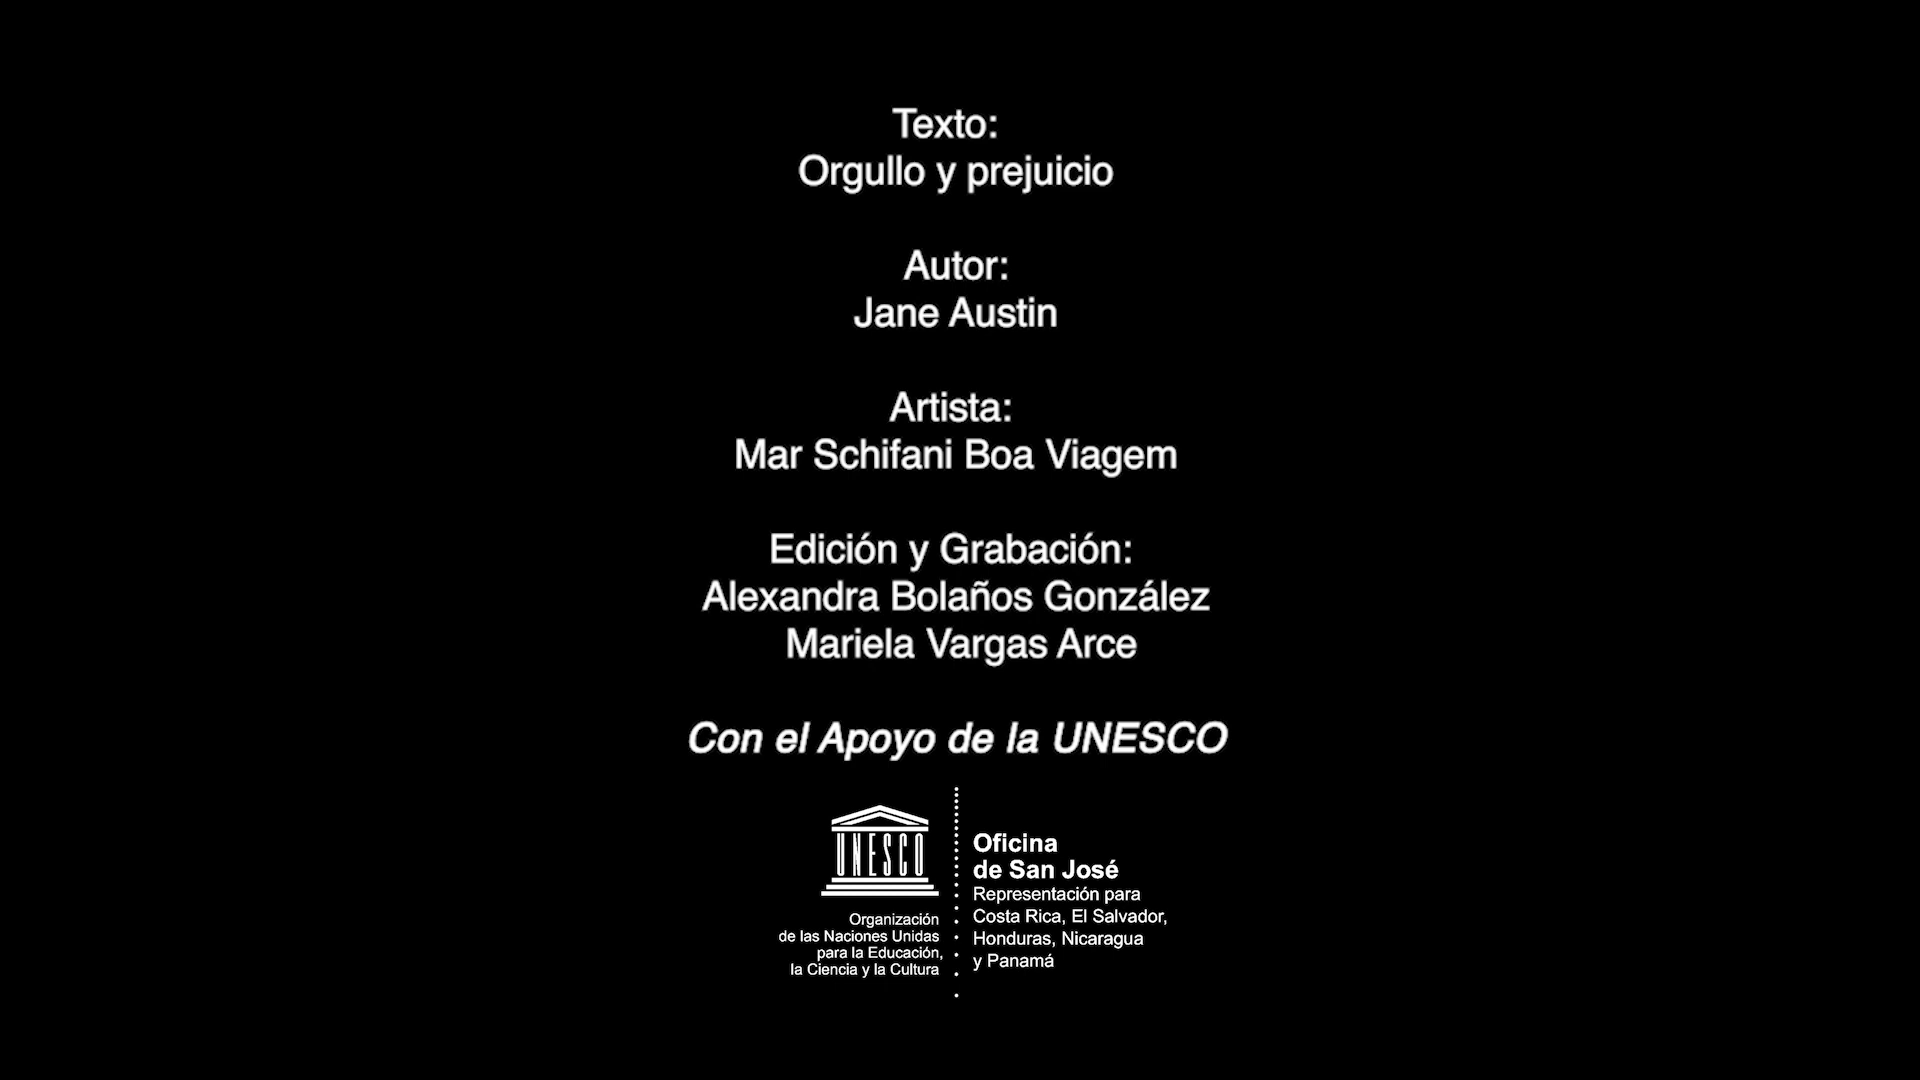 Texto:
Orgullo y prejuicio
Autor:
Jane Austin
Artista:
Mar Schifani Boa Viagem
Edición y Grabación:
Alexandra Bolaños González
Mariela Vargas Arce
Con el Apoyo de la UNESCO
UNESCO
Organización
de las Naciones Unidas
para la Educación,
la Ciencia y la Cultura
Oficina
de San José
Representación para
Costa Rica, El Salvador,
Honduras, Nicaragua
y Panamá